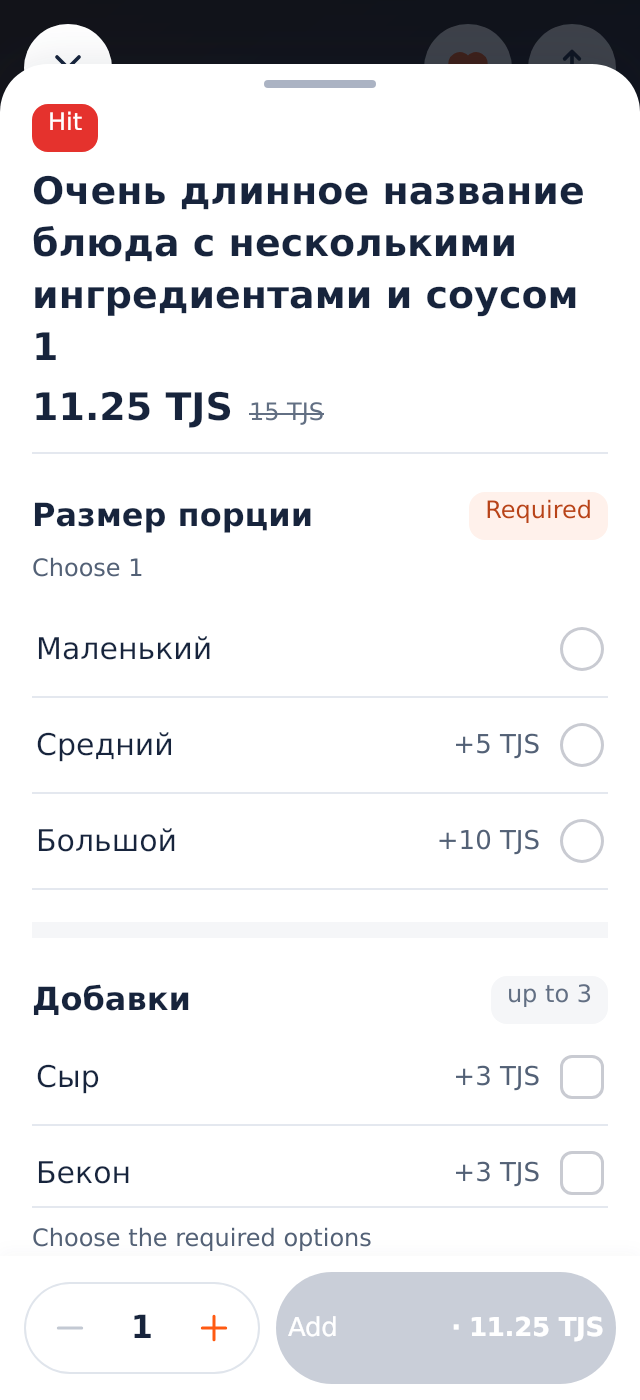 Hit
Очень длинное название
блюда с несколькими
ингредиентами и соусом
1
11.25 TJS 15 TJS
Размер порции Required
Choose 1
Маленький
Средний +5 TJS
Большой +10 TJS
Добавки up to 3
Сыр +3 TJS
Бекон +3 TJS
Choose the required options
1 Add · 11.25 TJS